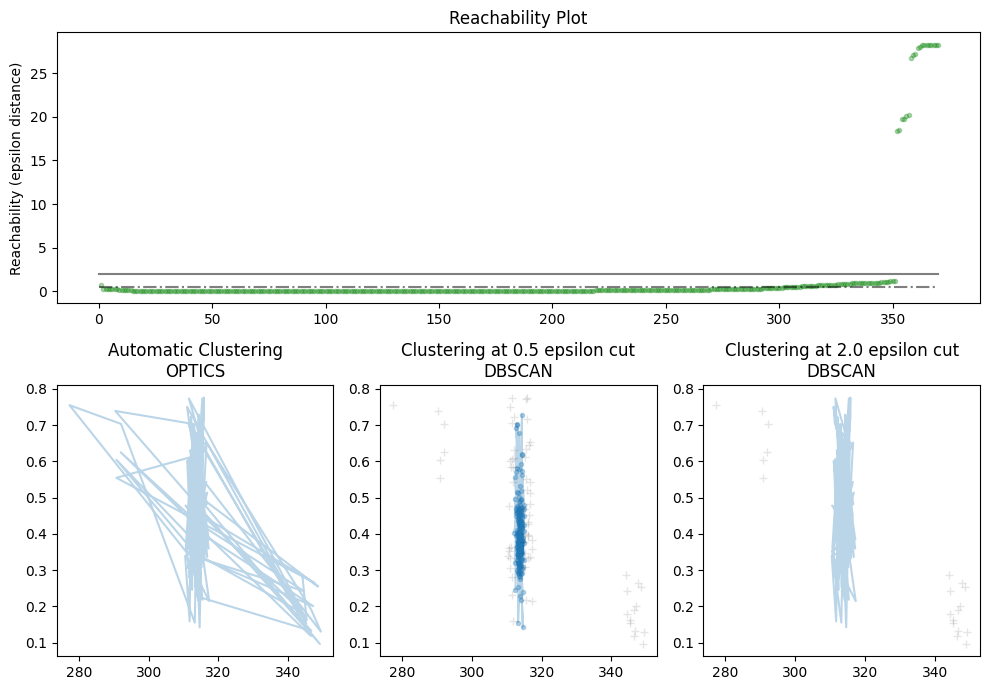 Reachability Plot
Reachability (epsilon distance)
25
20
15
10
5
0
0 50 100 150 200 250 300 350
Automatic Clustering
OPTICS
0.8
0.7
0.6
0.5
0.4
0.3
0.2
0.1
280 300 320 340
Clustering at 0.5 epsilon cut
DBSCAN
0.8
0.7
0.6
0.5
0.4
0.3
0.2
0.1
280 300 320 340
Clustering at 2.0 epsilon cut
DBSCAN
0.8
0.7
0.6
0.5
0.4
0.3
0.2
0.1
280 300 320 340